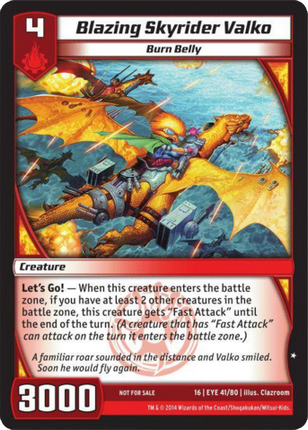 4
Blazing Skyrider Valko
Burn Belly
Creature
Let's Go! — When this creature enters the battle
zone, if you have at least 3 other creatures in the
battle zone, this creature gets "Fast Attack" until
the end of the turn. (A creature that has "Fast Attack"
can attack on the turn it enters the battle zone.)
A familiar roar sounded in the distance and Valko smiled.
Soon he would fly again.
3000
NOT FOR SALE
16 | EYE 41/80 | illus. Clazroom
TM & © 2014 Wizards of the Coast/Shogakukan/Mitsui-Kids.